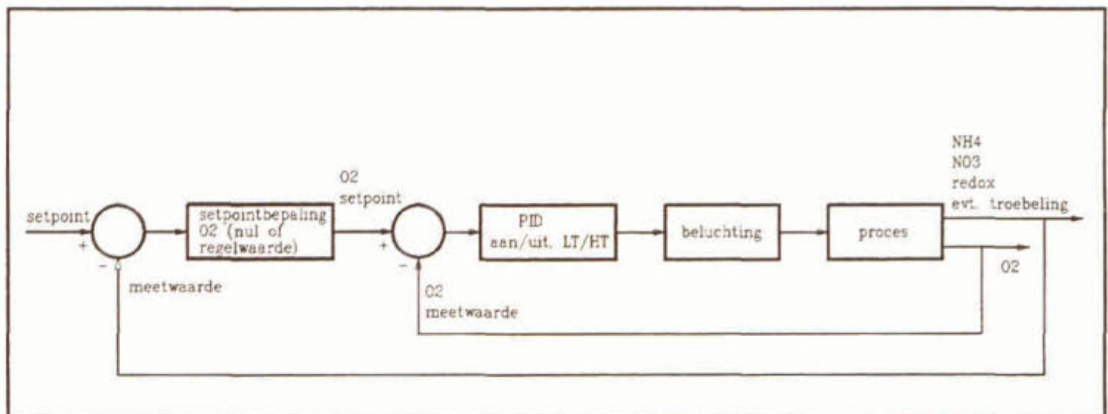 NH4
NO3
redox
evt. troebeling
O2
setpoint
setpoint
+
-
setpointbepaling
O2 (nul of
regelwaarde)
+
-
PID
aan/uit. LT/HT
beluchting
proces
O2
meetwaarde
O2
meetwaarde